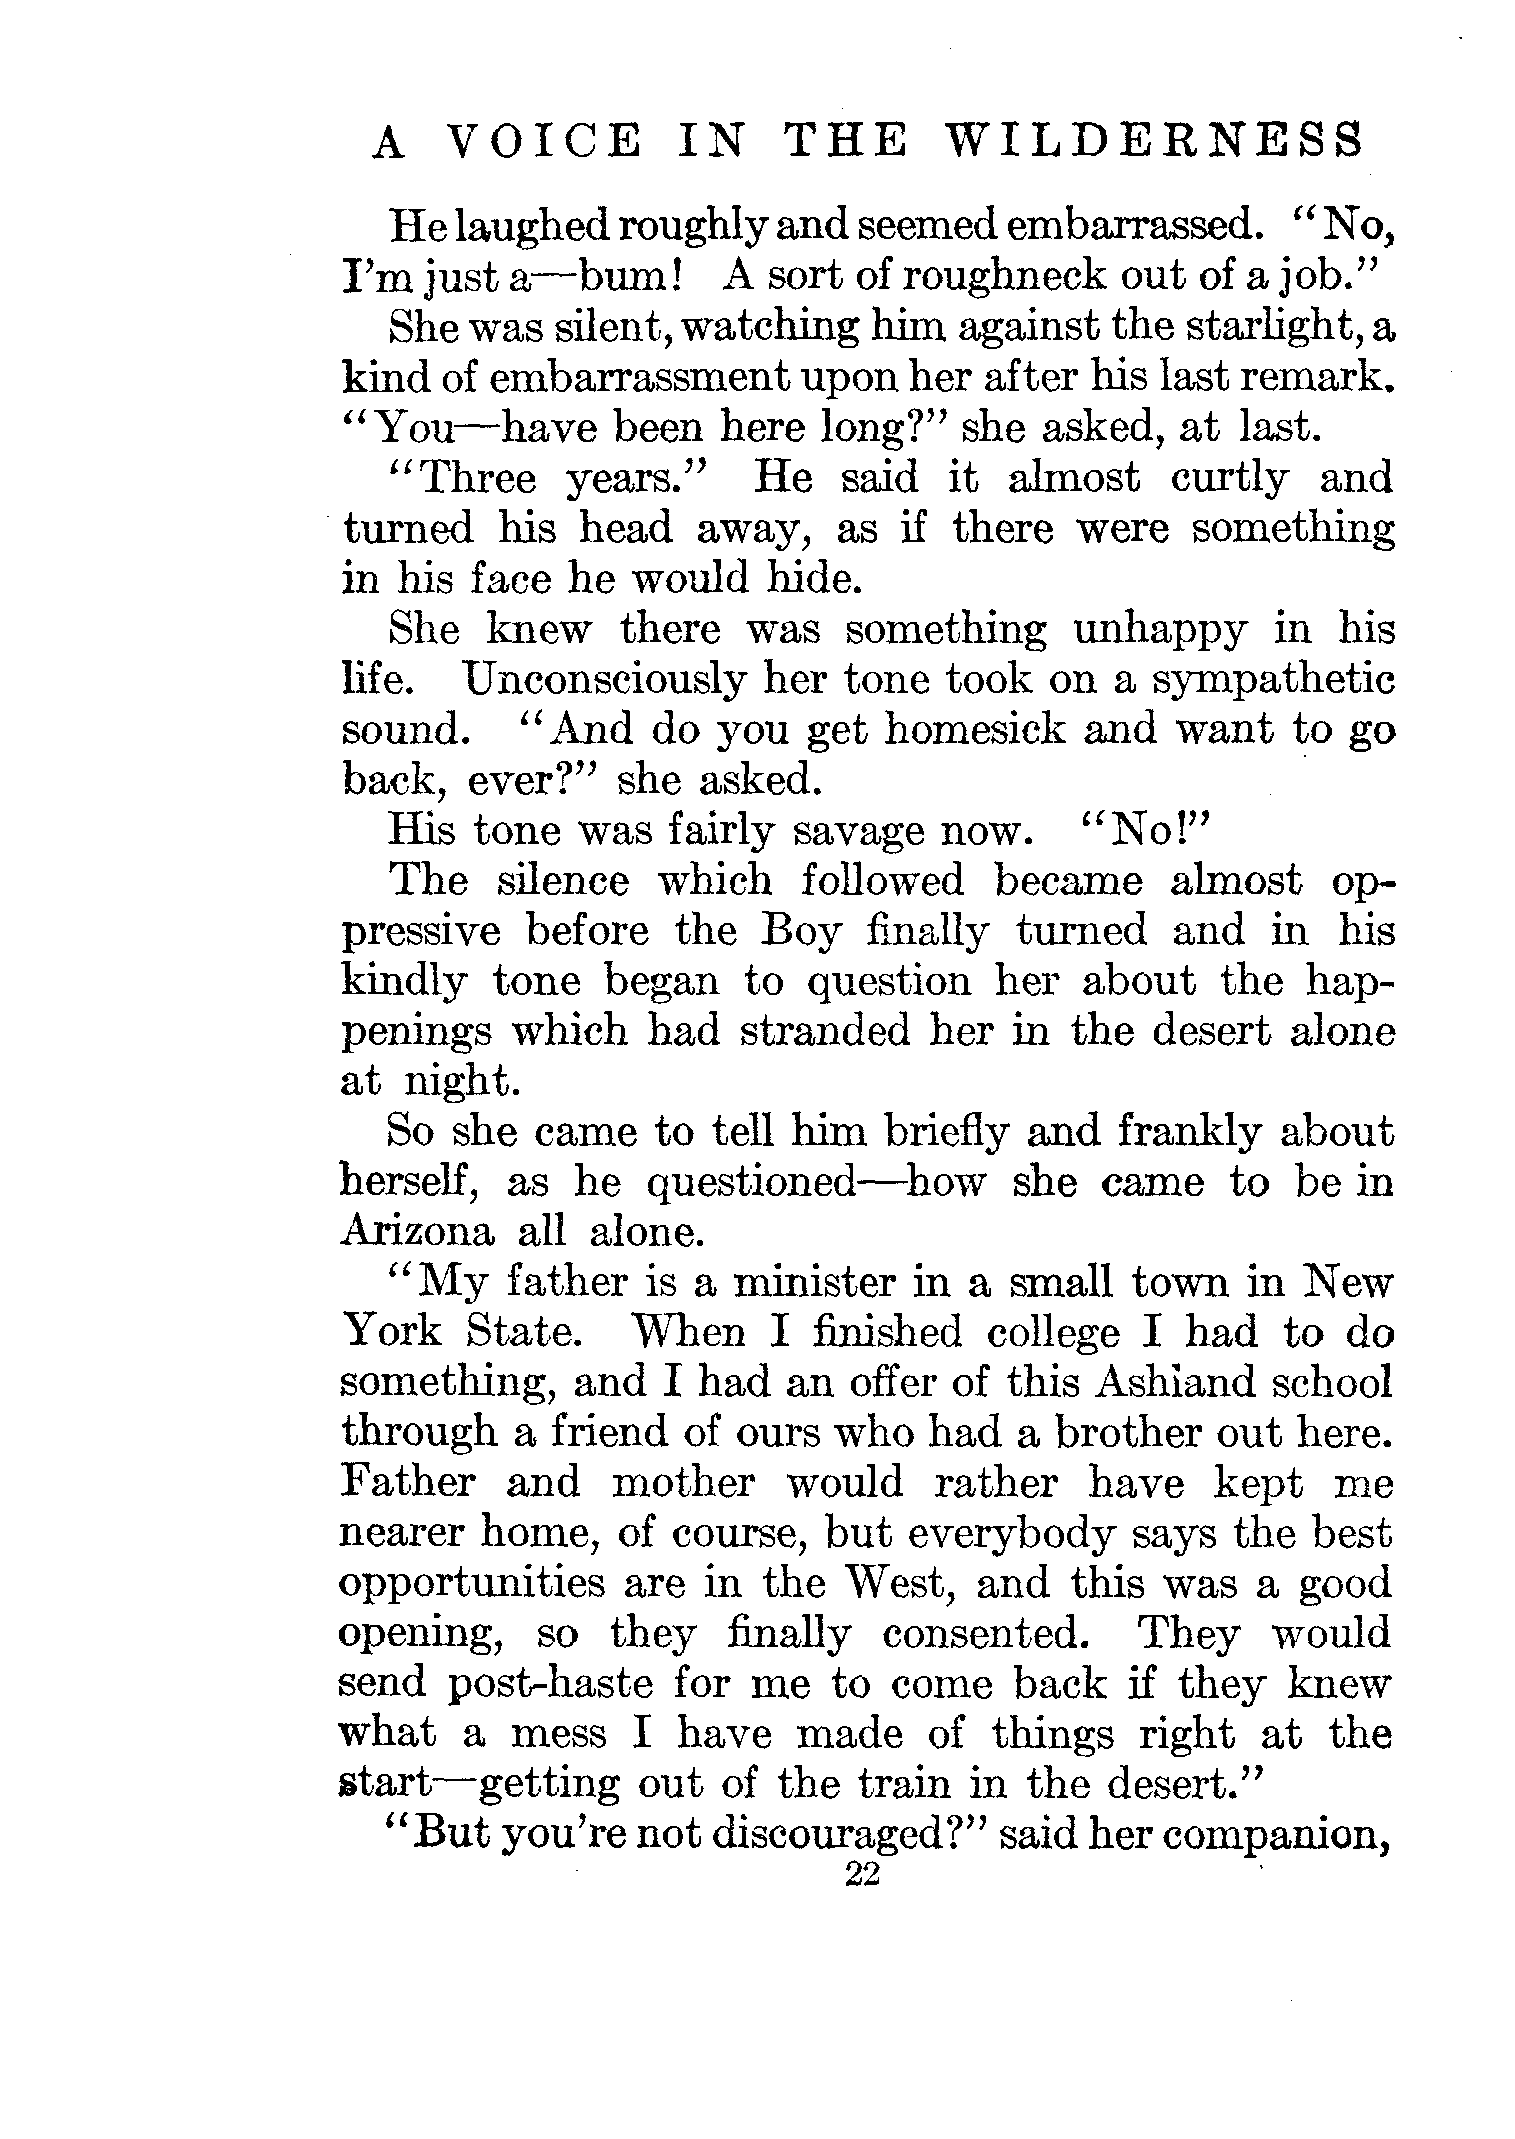 A VOICE IN THE WILDERNESS
He laughed roughly and seemed embarrassed. "No,
I'm just a—bum! A sort of roughneck out of a job."
She was silent, watching him against the starlight, a
kind of embarrassment upon her after his last remark.
"You—have been here long?" she asked, at last.
"Three years." He said it almost curtly and
turned his head away, as if there were something
in his face he would hide.
She knew there was something unhappy in his
life. Unconsciously her tone took on a sympathetic
sound. "And do you get homesick and want to go
back, ever?" she asked.
His tone was fairly savage now. "No!"
The silence which followed became almost op-
pressive before the Boy finally turned and in his
kindly tone began to question her about the hap-
penings which had stranded her in the desert alone
at night.
So she came to tell him briefly and frankly about
herself, as he questioned—how she came to be in
Arizona all alone.
"My father is a minister in a small town in New
York State. When I finished college I had to do
something, and I had an offer of this Ashland school
through a friend of ours who had a brother out here.
Father and mother would rather have kept me
nearer home, of course, but everybody says the best
opportunities are in the West, and this was a good
opening, so they finally consented. They would
send post-haste for me to come back if they knew
what a mess I have made of things right at the
start—getting out of the train in the desert."
"But you're not discouraged?" said her companion,
22